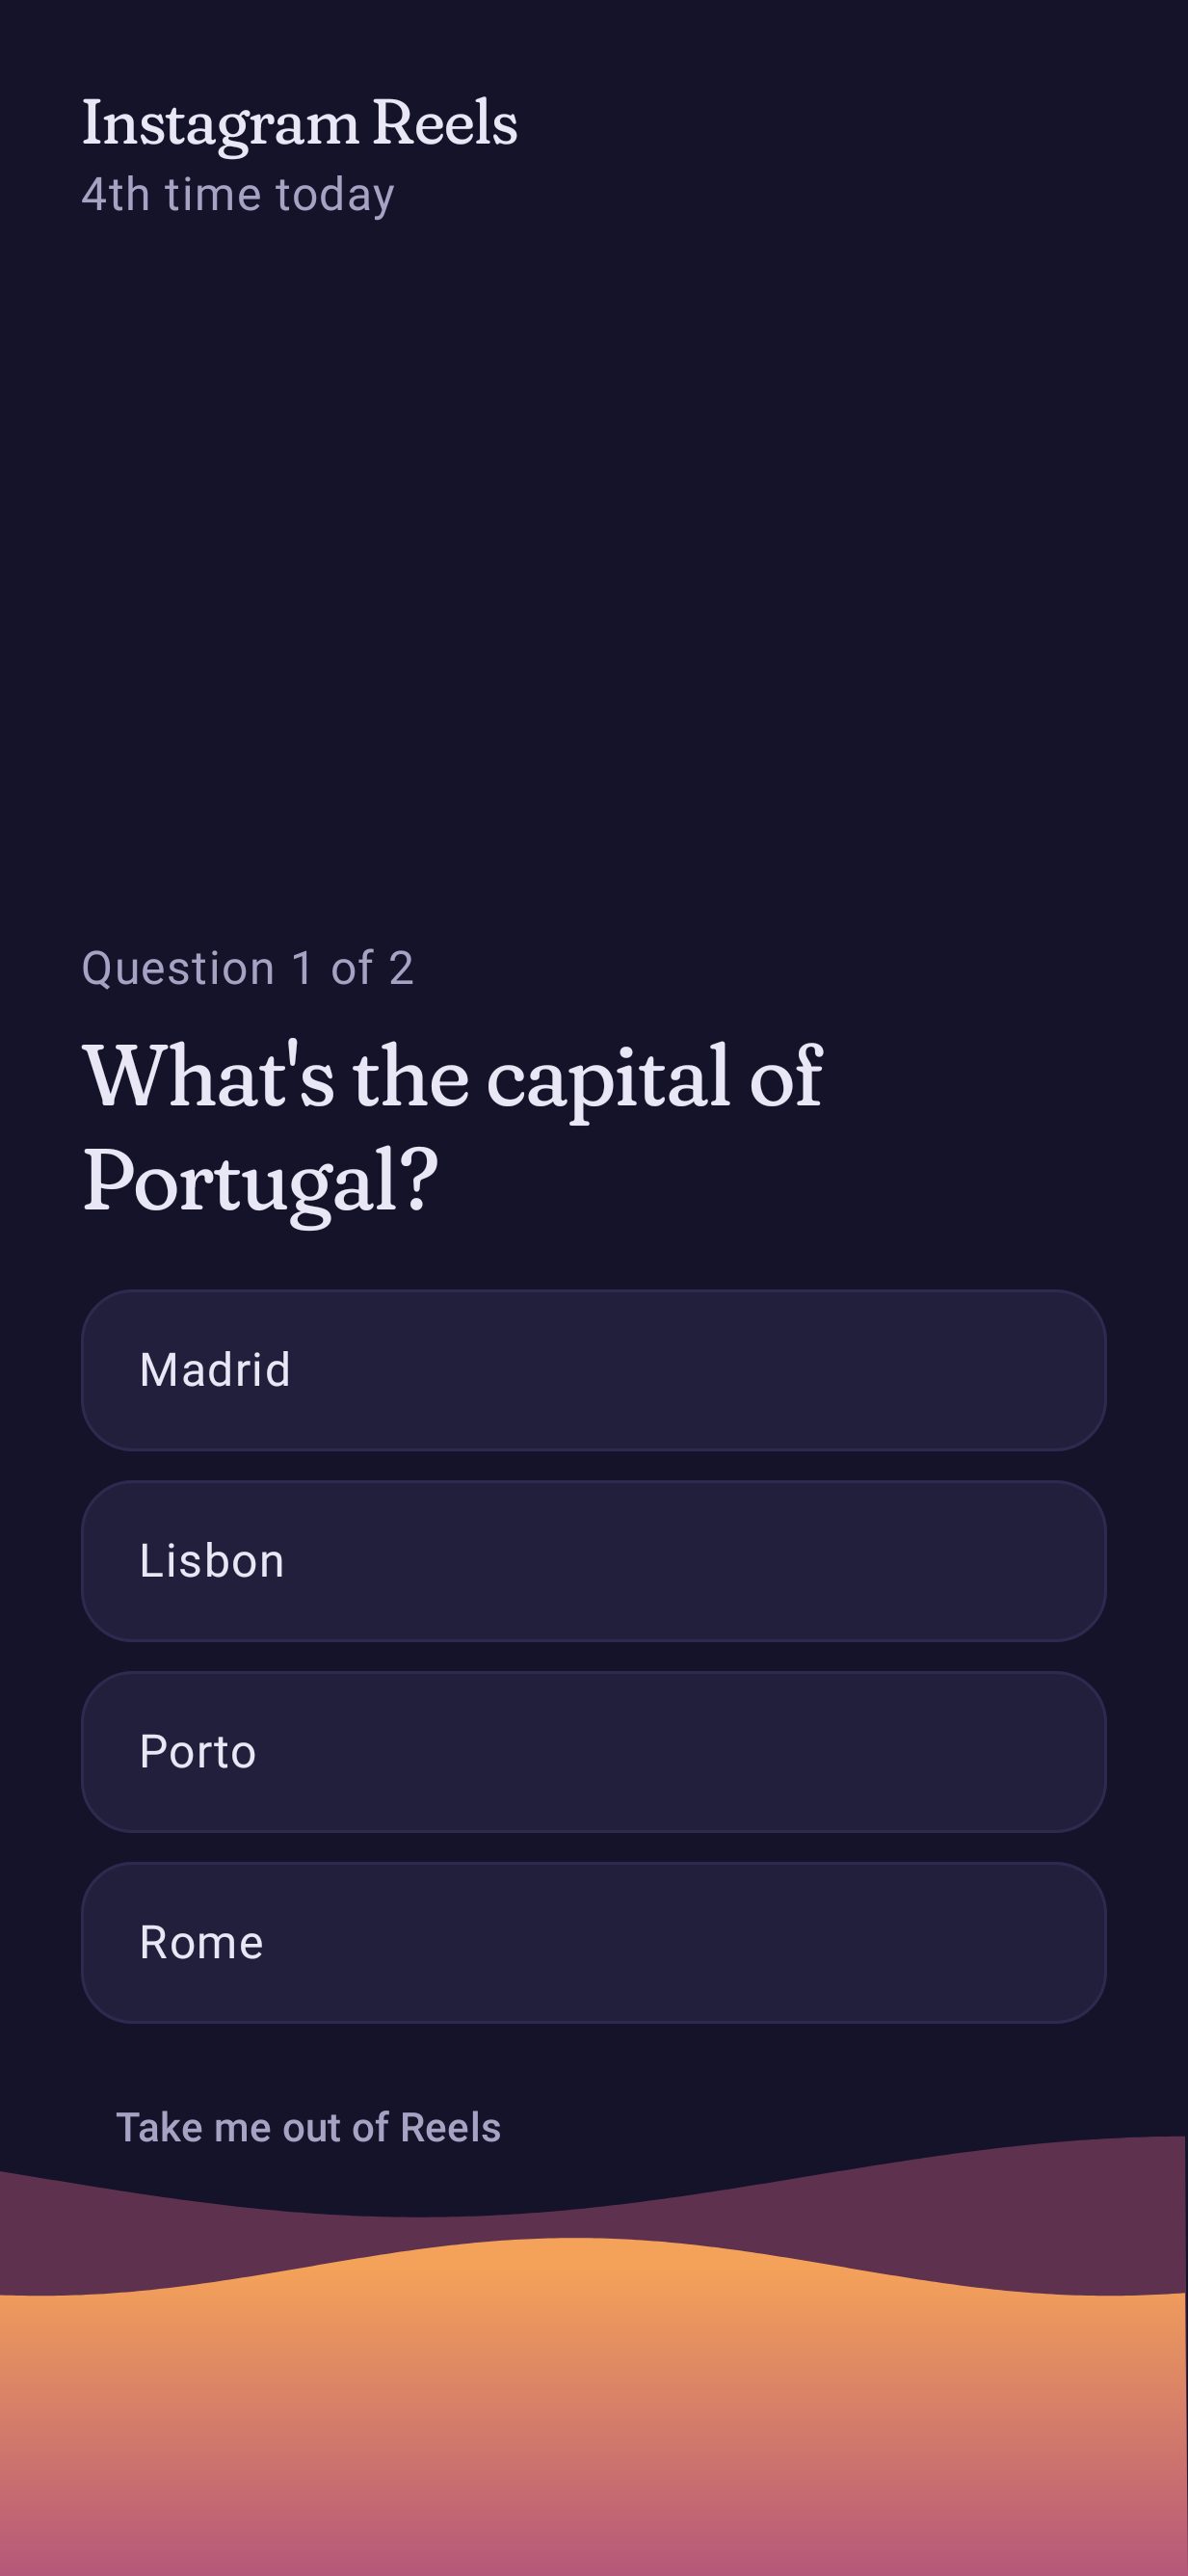 Instagram Reels
4th time today
Question 1 of 2
What's the capital of
Portugal?
Madrid
Lisbon
Porto
Rome
Take me out of Reels